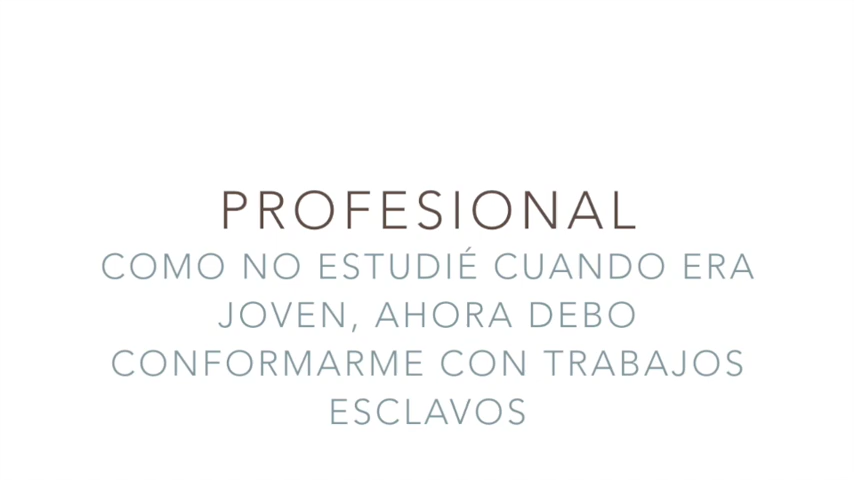 PROFESIONAL
COMO NO ESTUDIÉ CUANDO ERA
JOVEN, AHORA DEBO
CONFORMARME CON TRABAJOS
ESCLAVOS